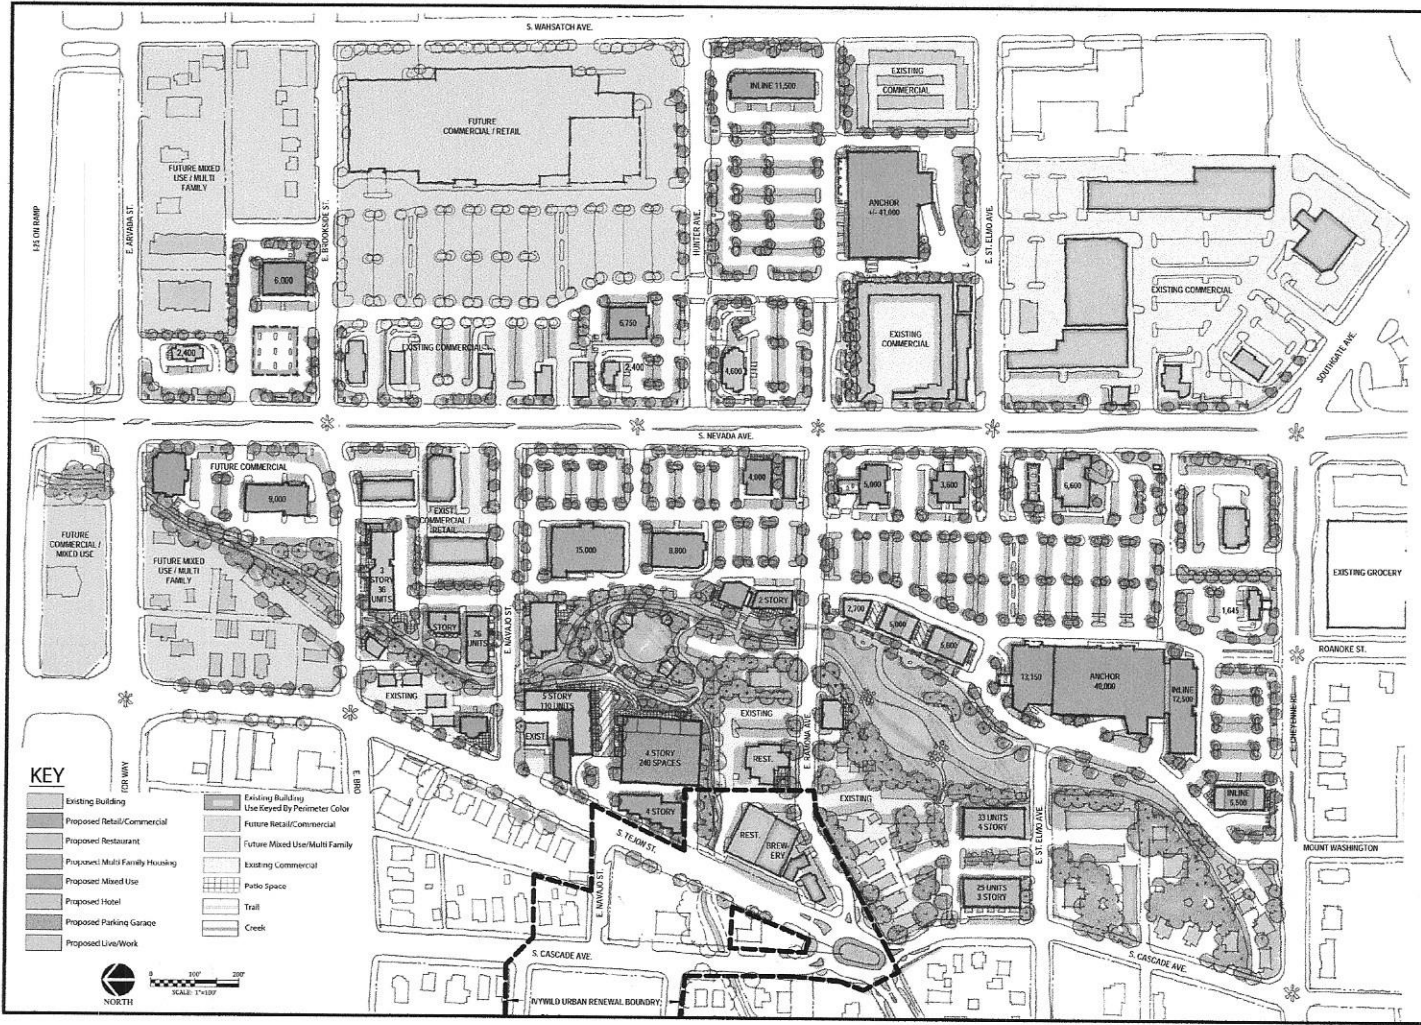 S. WAHSATCH AVE.
INLINE 11,500
EXISTING
COMMERCIAL
FUTURE
COMMERCIAL / RETAIL
FUTURE MIXED
USE / MULTI
FAMILY
ANCHOR
+/- 41,000
I-25 ON RAMP
E. ARVADA ST.
E. BROOKSIDE ST.
HUNTER AVE.
E. ST. ELMO AVE.
6,000
EXISTING COMMERCIAL
6,750
EXISTING
COMMERCIAL
EXISTING COMMERCIAL
2,400
2,400
4,600
SOUTHGATE AVE.
S. NEVADA AVE.
FUTURE COMMERCIAL
9,000
4,000
5,000
3,600
6,600
EXIST
COMMERCIAL /
RETAIL
FUTURE
COMMERCIAL /
MIXED USE
FUTURE MIXED
USE / MULTI
FAMILY
15,000
8,800
EXISTING GROCERY
3
STORY
36
UNITS
2 STORY
2,700
5,000
5,000
1,645
4
STORY
26
UNITS
E. NAVAJO ST.
ROANOKE ST.
13,150
ANCHOR
40,000
INLINE
12,500
EXISTING
5 STORY
110 UNITS
EXISTING
EXIST.
4 STORY
240 SPACES
REST.
E. RAMONA AVE.
E. CHEYENNE RD.
INLINE
5,500
EXISTING
4 STORY
REST.
BREW-
ERY
33 UNITS
4 STORY
E. ST. ELMO AVE.
MOUNT WASHINGTON
S. TEJON ST.
25 UNITS
3 STORY
E. NAVAJO ST.
S. CASCADE AVE.
S. CASCADE AVE.
IVYWILD URBAN RENEWAL BOUNDRY
TOR WAY
E. BRO
KEY
Existing Building
Proposed Retail/Commercial
Proposed Restaurant
Proposed Multi Family Housing
Proposed Mixed Use
Proposed Hotel
Proposed Parking Garage
Proposed Live/Work
Existing Building
Use Keyed By Perimeter Color
Future Retail/Commercial
Future Mixed Use/Multi Family
Existing Commercial
Patio Space
Trail
Creek
NORTH
0 100' 200'
SCALE: 1"=100'